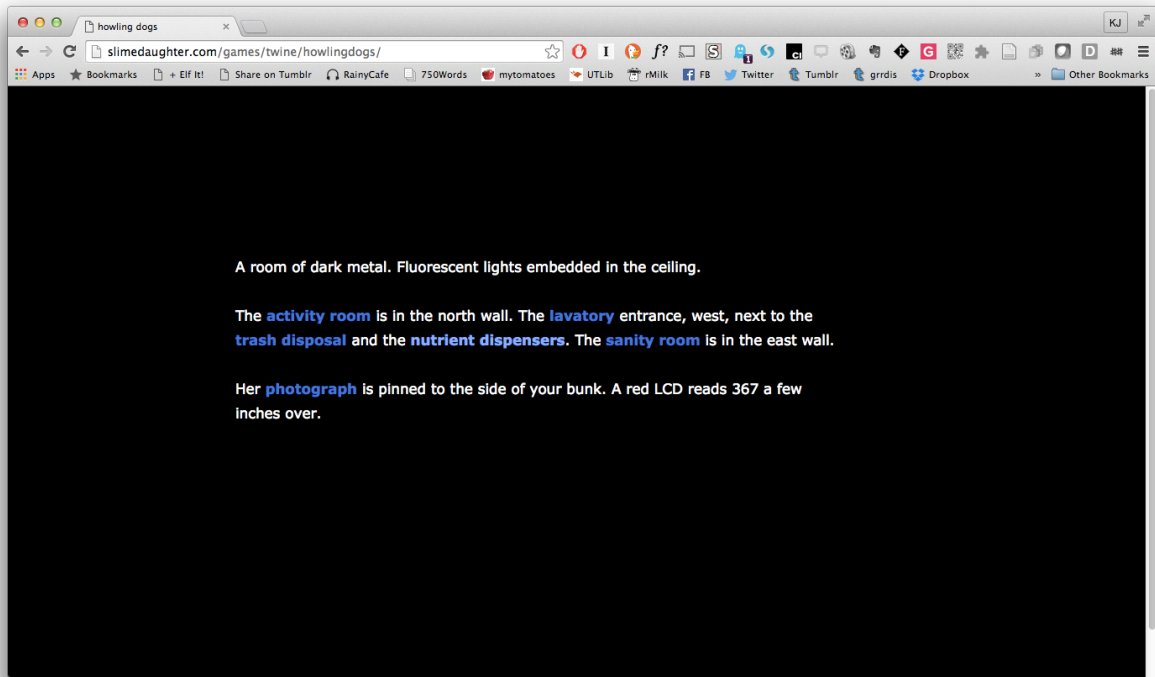 howling dogs
KJ
slimedaughter.com/games/twine/howlingdogs/
Apps Bookmarks + Elf It! Share on Tumblr RainyCafe 750Words mytomatoes UTLib rMilk FB Twitter Tumblr grrdis Dropbox » Other Bookmarks
A room of dark metal. Fluorescent lights embedded in the ceiling.
The activity room is in the north wall. The lavatory entrance, west, next to the
trash disposal and the nutrient dispensers. The sanity room is in the east wall.
Her photograph is pinned to the side of your bunk. A red LCD reads 367 a few
inches over.